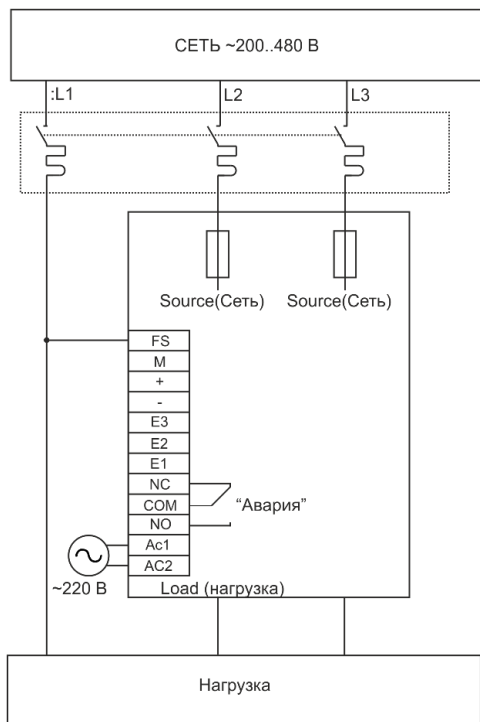 СЕТЬ ~200..480 В
:L1
L2
L3
Source(Сеть)
Source(Сеть)
FS
M
+
-
E3
E2
E1
NC
COM
NO
Ac1
AC2
“Авария”
~220 В
Load (нагрузка)
Нагрузка